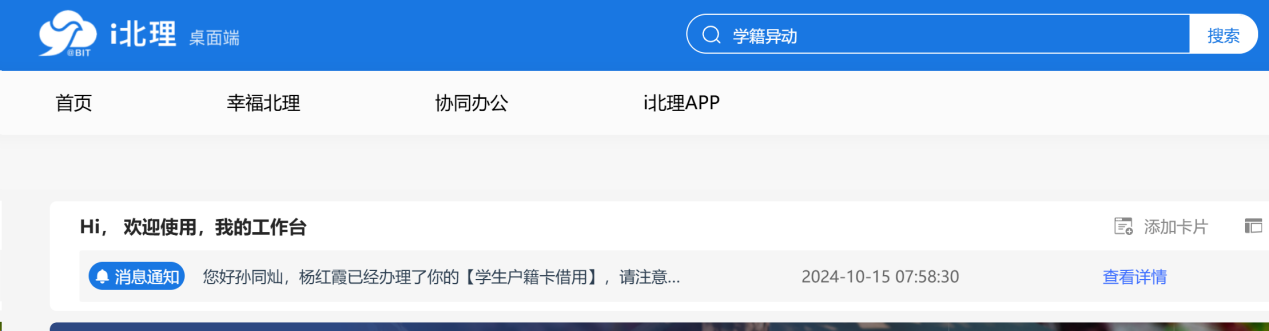 @BIT i北理 桌面端 学籍异动 搜索
首页 幸福北理 协同办公 i北理APP
Hi， 欢迎使用，我的工作台 添加卡片
消息通知 您好孙同灿，杨红霞已经办理了你的【学生户籍卡借用】，请注意... 2024-10-15 07:58:30 查看详情